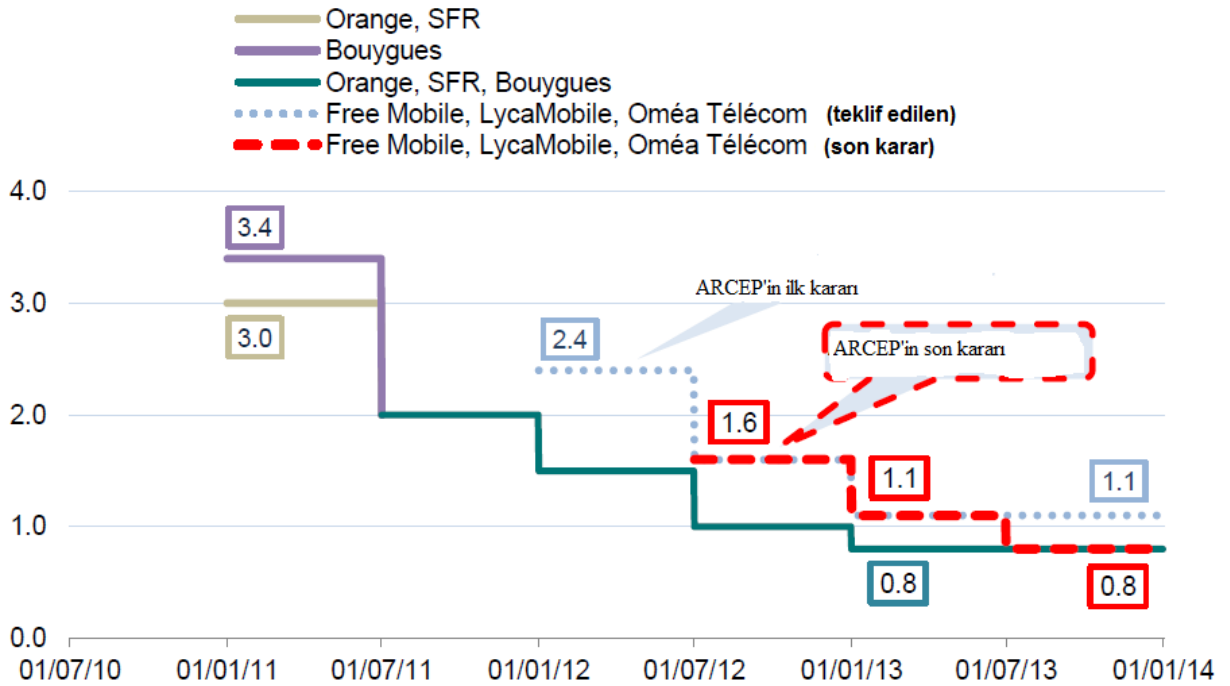 Orange, SFR
Bouygues
Orange, SFR, Bouygues
Free Mobile, LycaMobile, Oméa Télécom (teklif edilen)
Free Mobile, LycaMobile, Oméa Télécom (son karar)
4.0
3.4
ARCEP'in ilk kararı
3.0
3.0
2.4
ARCEP'in son kararı
2.0
1.6
1.1
1.1
1.0
0.8
0.8
0.0
01/07/10 01/01/11 01/07/11 01/01/12 01/07/12 01/01/13 01/07/13 01/01/14